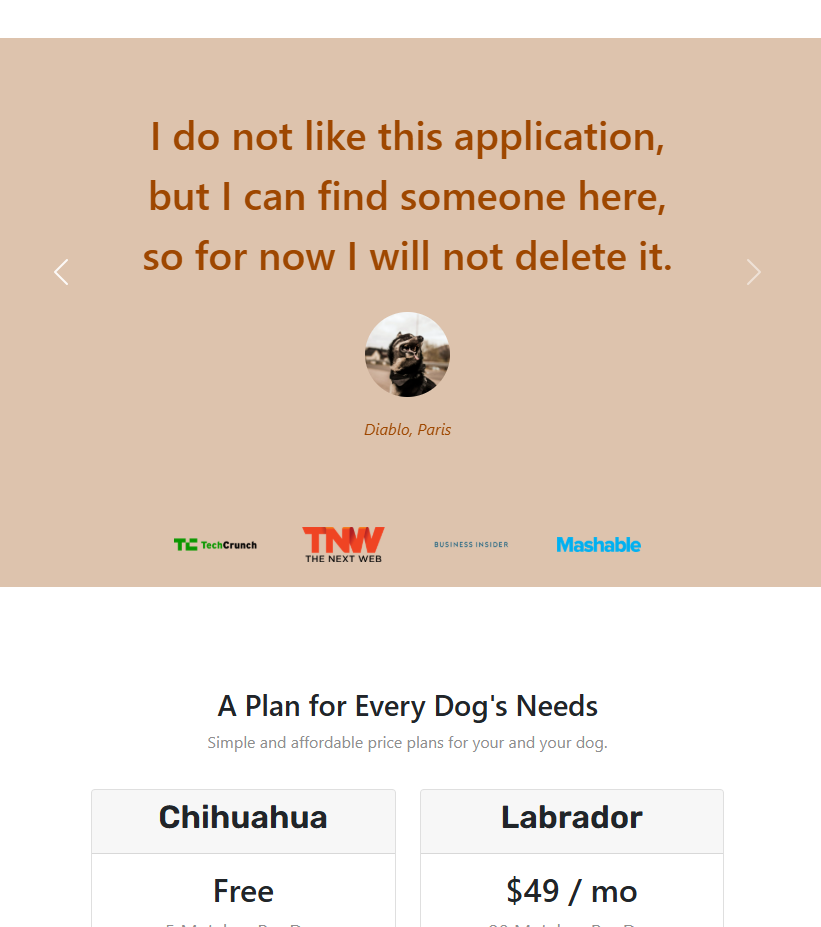 I do not like this application,
but I can find someone here,
so for now I will not delete it.
Diablo, Paris
TC TechCrunch
TNW
THE NEXT WEB
BUSINESS INSIDER
Mashable
A Plan for Every Dog's Needs
Simple and affordable price plans for your and your dog.
Chihuahua
Labrador
Free
$49 / mo